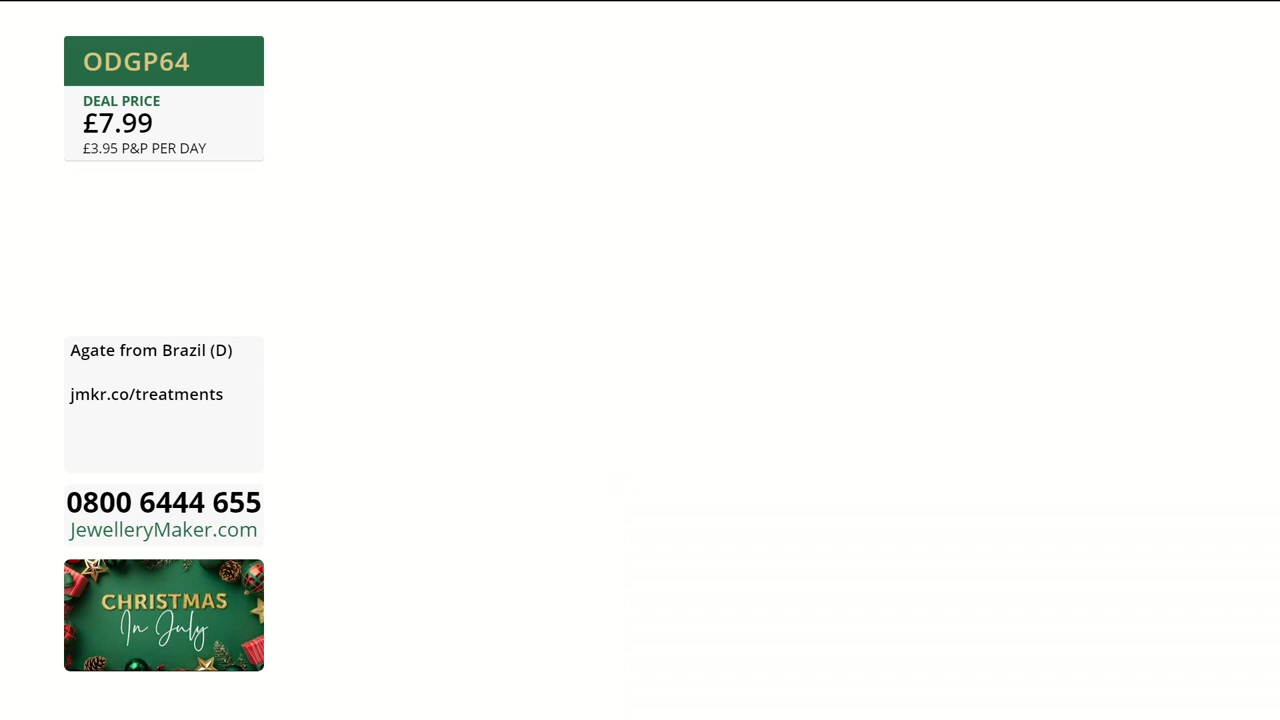 ODGP64
DEAL PRICE
£7.99
£3.95 P&P PER DAY
Agate from Brazil (D)
jmkr.co/treatments
0800 6444 655
JewelleryMaker.com
CHRISTMAS
In July